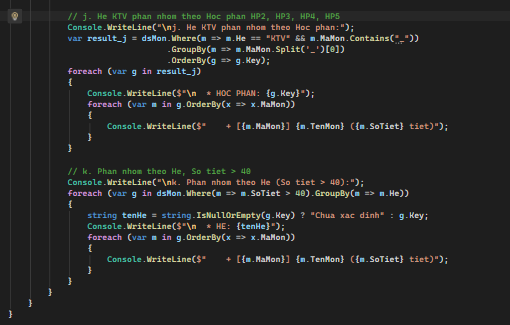 // j. He KTV phan nhom theo Hoc phan HP2, HP3, HP4, HP5
Console.WriteLine("\nj. He KTV phan nhom theo Hoc phan:");
var result_j = dsMon.Where(m => m.He == "KTV" && m.MaMon.Contains("_"))
.GroupBy(m => m.MaMon.Split('_')[0])
.OrderBy(g => g.Key);
foreach (var g in result_j)
{
Console.WriteLine($"\n  * HOC PHAN: {g.Key}");
foreach (var m in g.OrderBy(x => x.MaMon))
{
Console.WriteLine($"    + [{m.MaMon}] {m.TenMon} ({m.SoTiet} tiet)");
}
}
// k. Phan nhom theo He, So tiet > 40
Console.WriteLine("\nk. Phan nhom theo He (So tiet > 40):");
foreach (var g in dsMon.Where(m => m.SoTiet > 40).GroupBy(m => m.He))
{
string tenHe = string.IsNullOrEmpty(g.Key) ? "Chua xac dinh" : g.Key;
Console.WriteLine($"\n  * HE: {tenHe}");
foreach (var m in g.OrderBy(x => x.MaMon))
{
Console.WriteLine($"    + [{m.MaMon}] {m.TenMon} ({m.SoTiet} tiet)");
}
}
}
}
}